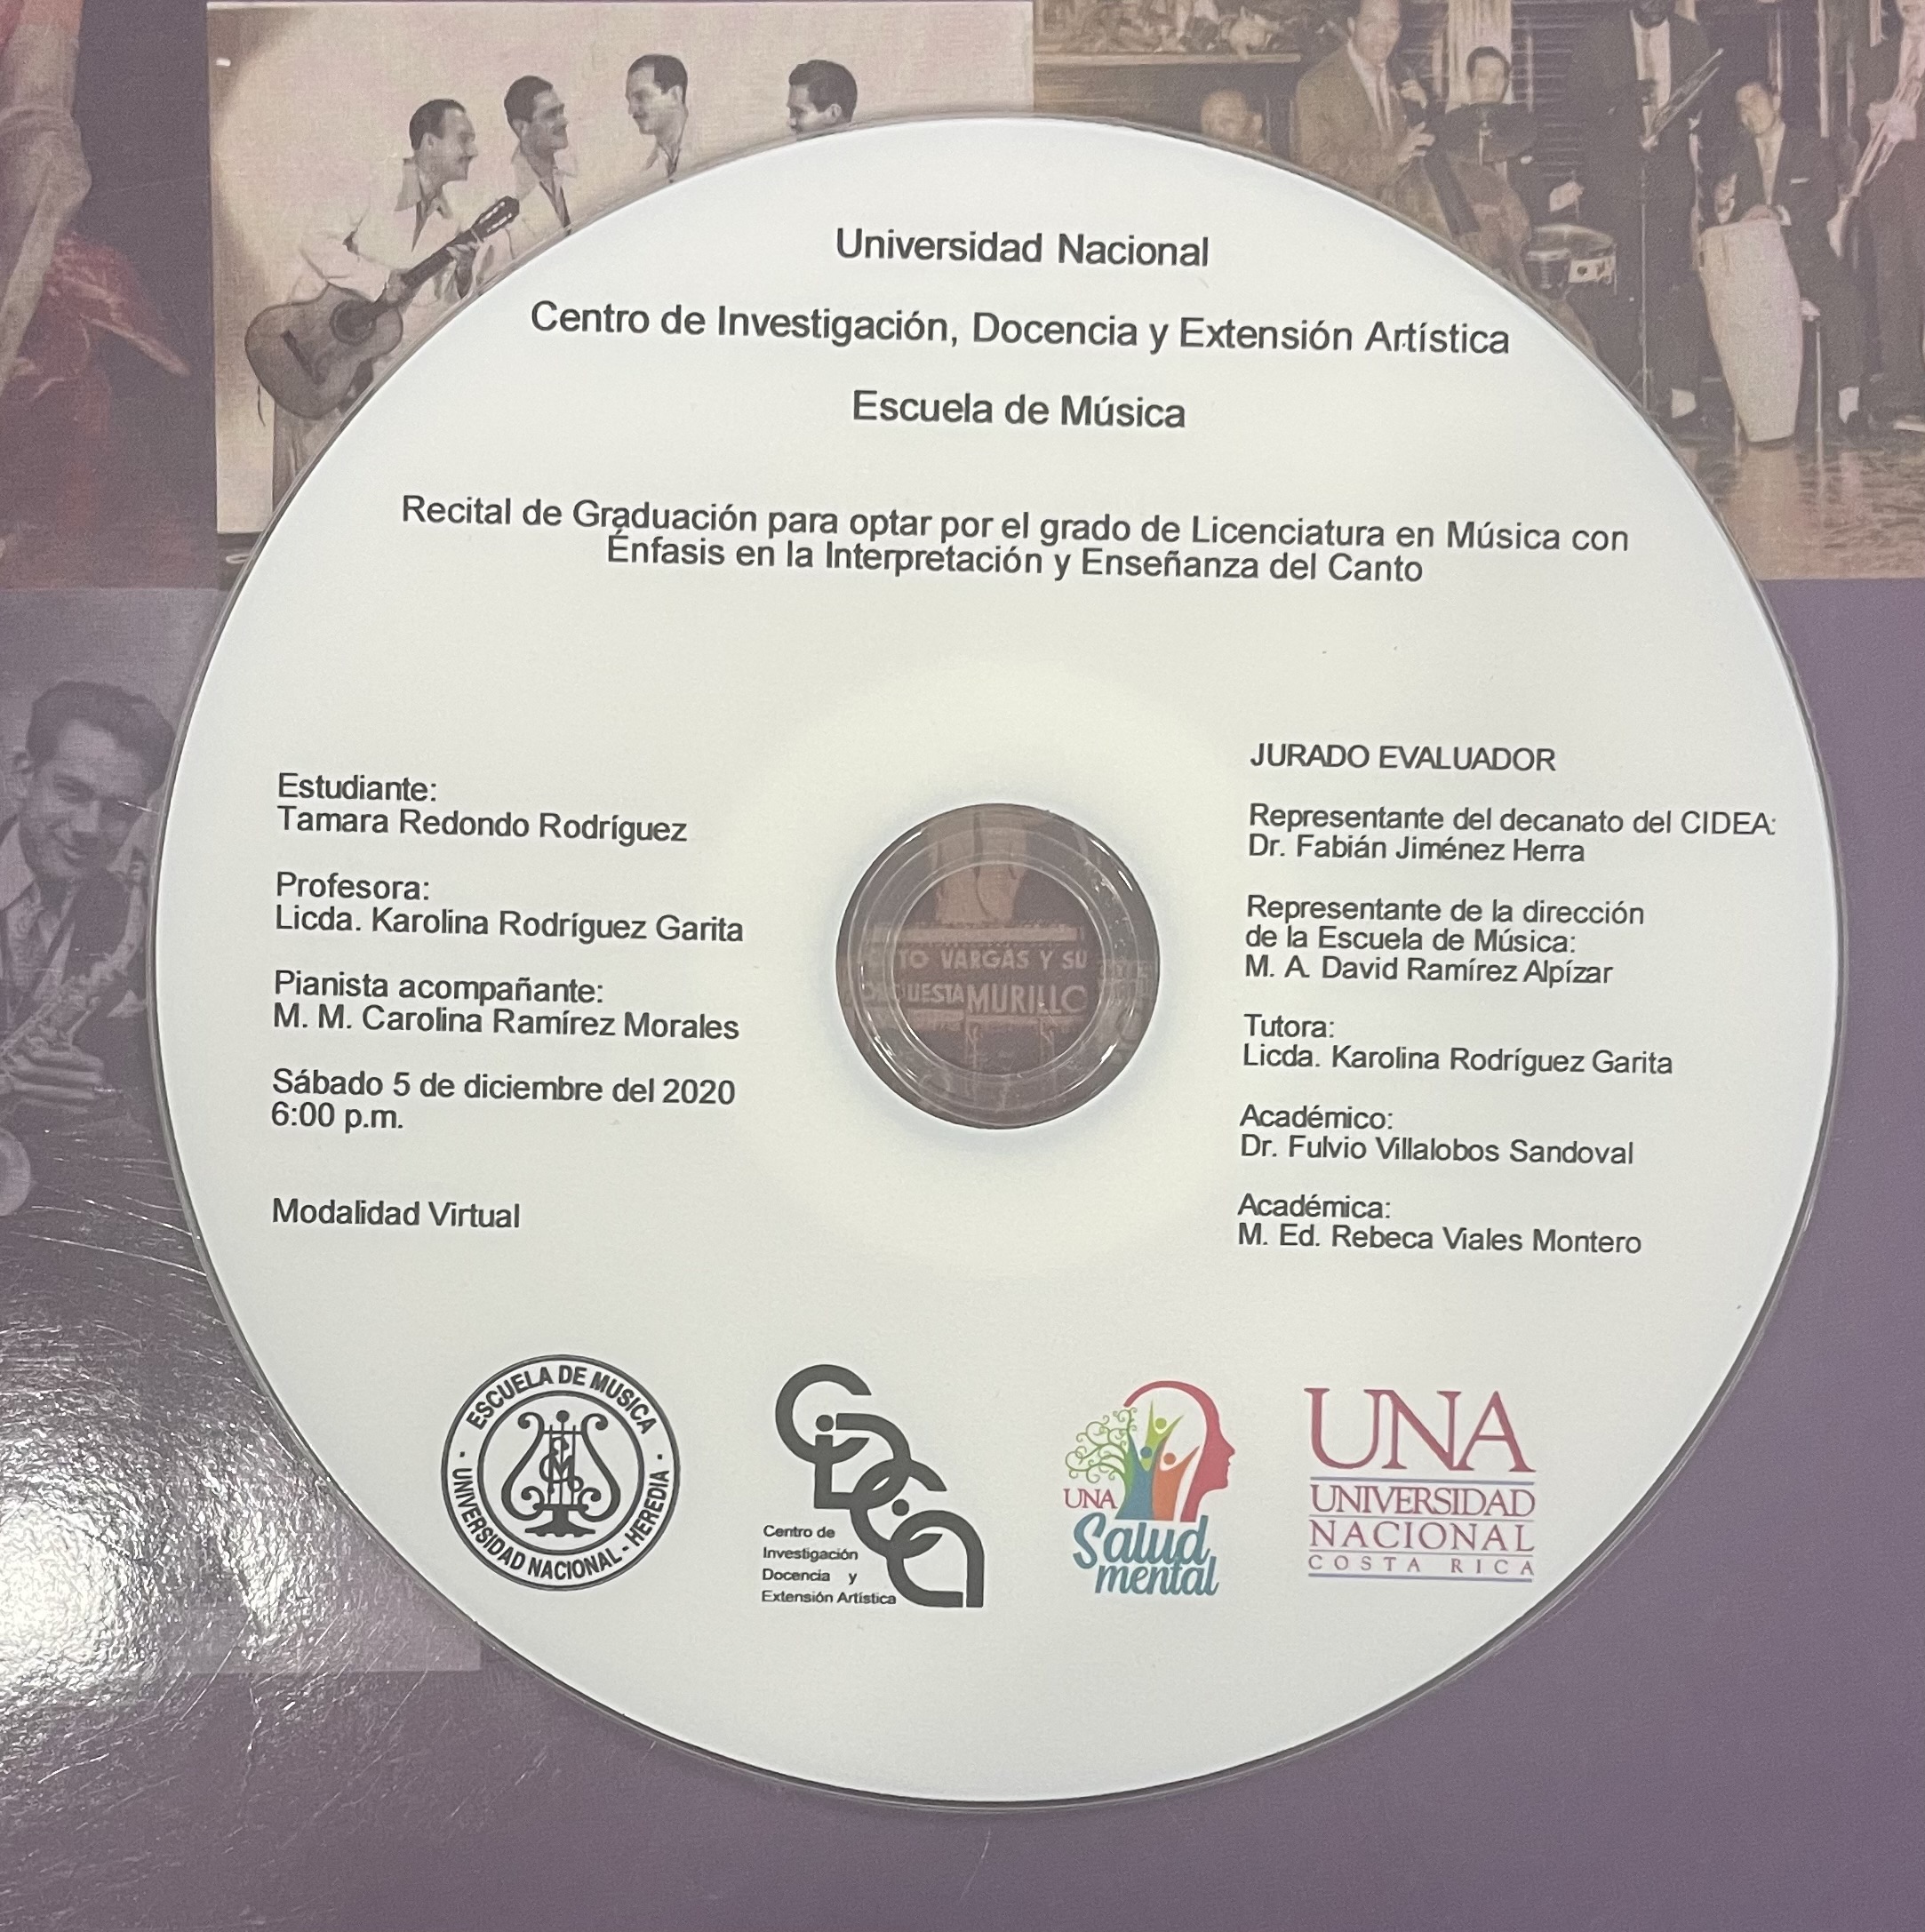 Universidad Nacional
Centro de Investigación, Docencia y Extensión Artística
Escuela de Música
Recital de Graduación para optar por el grado de Licenciatura en Música con
Énfasis en la Interpretación y Enseñanza del Canto
Estudiante:
Tamara Redondo Rodríguez
Profesora:
Licda. Karolina Rodríguez Garita
Pianista acompañante:
M. M. Carolina Ramírez Morales
Sábado 5 de diciembre del 2020
6:00 p.m.
Modalidad Virtual
JURADO EVALUADOR
Representante del decanato del CIDEA:
Dr. Fabián Jiménez Herra
Representante de la dirección
de la Escuela de Música:
M. A. David Ramírez Alpízar
Tutora:
Licda. Karolina Rodríguez Garita
Académico:
Dr. Fulvio Villalobos Sandoval
Académica:
M. Ed. Rebeca Viales Montero
TO VARGAS Y SU
UESTA MURILLO
ESCUELA DE MUSICA
UNIVERSIDAD NACIONAL - HEREDIA
CIDEA
Centro de
Investigación
Docencia y
Extensión Artística
UNA
Salud
mental
UNA
UNIVERSIDAD
NACIONAL
COSTA RICA